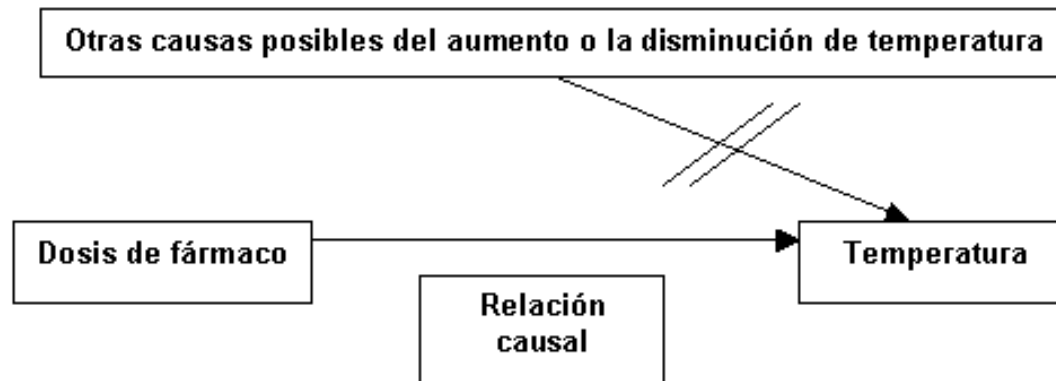 Otras causas posibles del aumento o la disminución de temperatura
Dosis de fármaco
Temperatura
Relación
causal